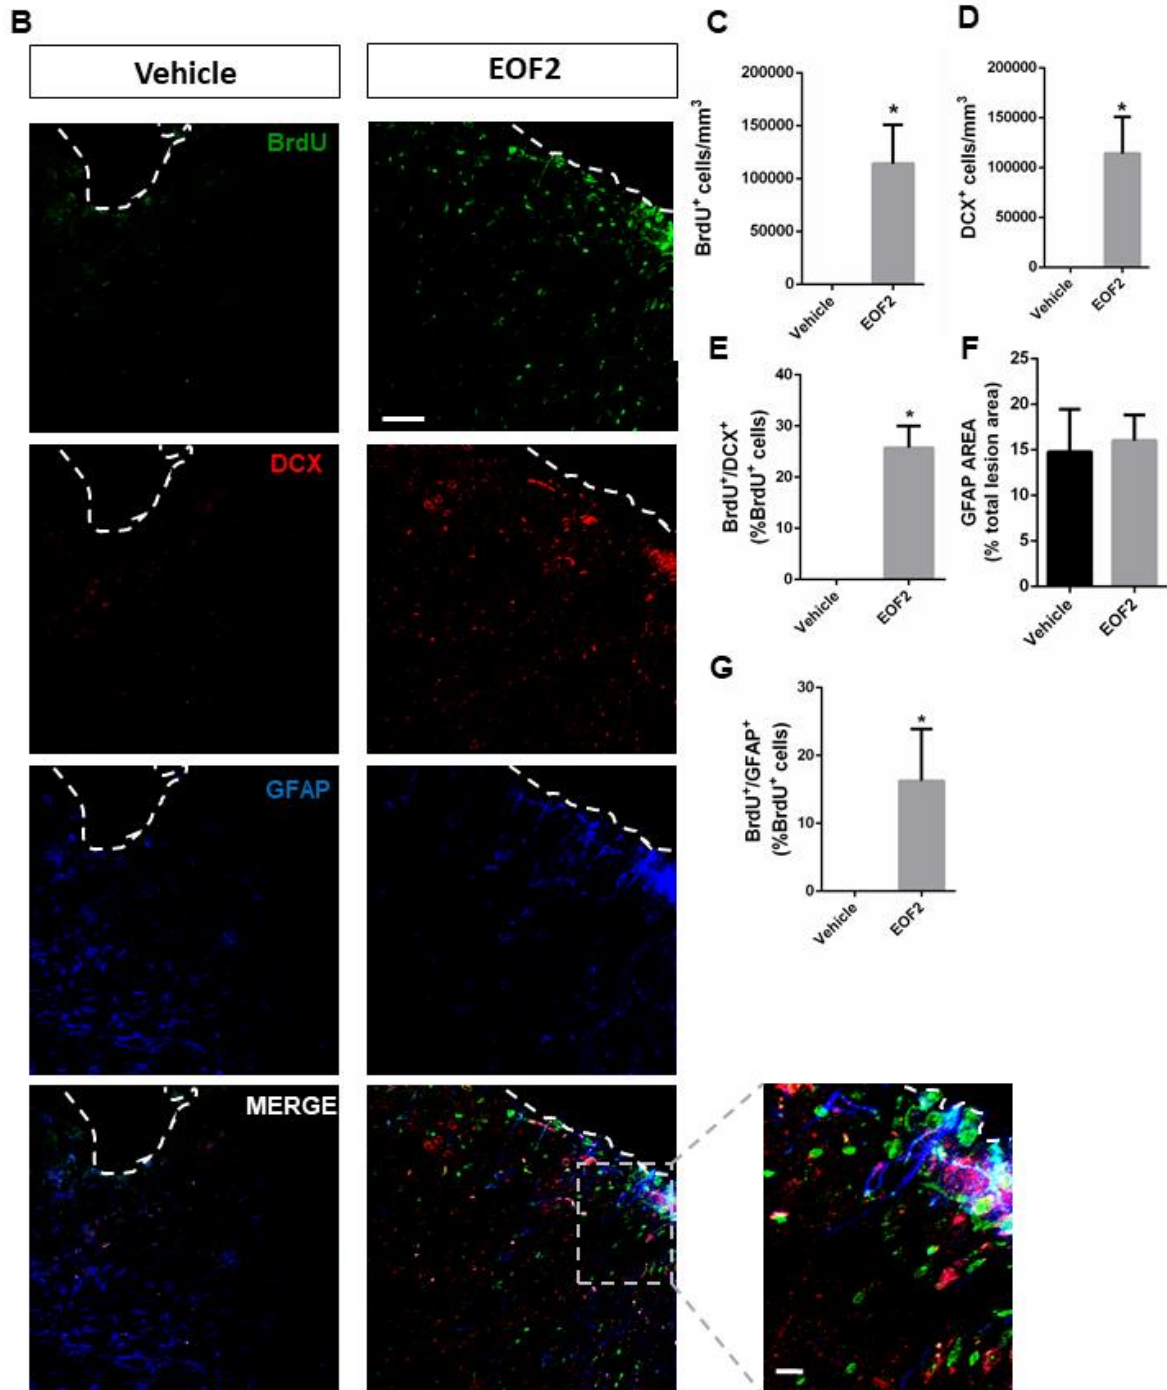 B
Vehicle
EOF2
BrdU
DCX
GFAP
MERGE
C
BrdU⁺ cells/mm³
200000
150000
100000
50000
0
*
Vehicle
EOF2
D
DCX⁺ cells/mm³
200000
150000
100000
50000
0
*
Vehicle
EOF2
E
BrdU⁺/DCX⁺
(%BrdU⁺ cells)
40
30
20
10
0
*
Vehicle
EOF2
F
GFAP AREA
(% total lesion area)
25
20
15
10
5
0
Vehicle
EOF2
G
BrdU⁺/GFAP⁺
(%BrdU⁺ cells)
30
20
10
0
*
Vehicle
EOF2